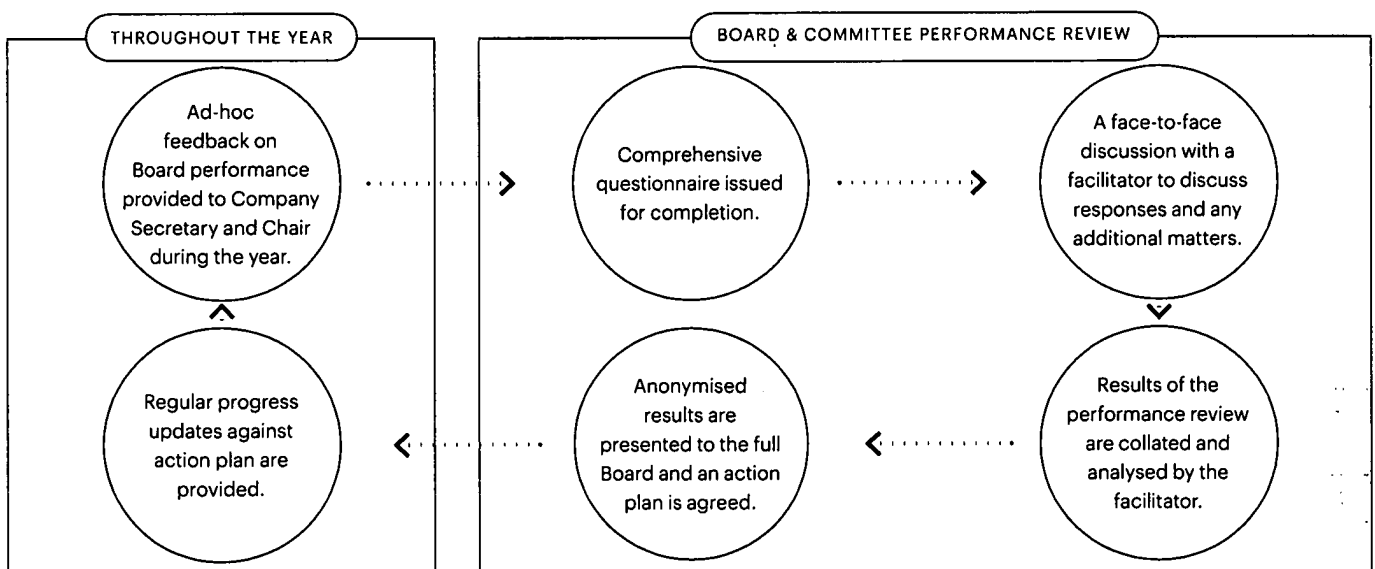 THROUGHOUT THE YEAR
Ad-hoc
feedback on
Board performance
provided to Company
Secretary and Chair
during the year.
Regular progress
updates against
action plan are
provided.
BOARD & COMMITTEE PERFORMANCE REVIEW
Comprehensive
questionnaire issued
for completion.
A face-to-face
discussion with a
facilitator to discuss
responses and any
additional matters.
Anonymised
results are
presented to the full
Board and an action
plan is agreed.
Results of the
performance review
are collated and
analysed by the
facilitator.